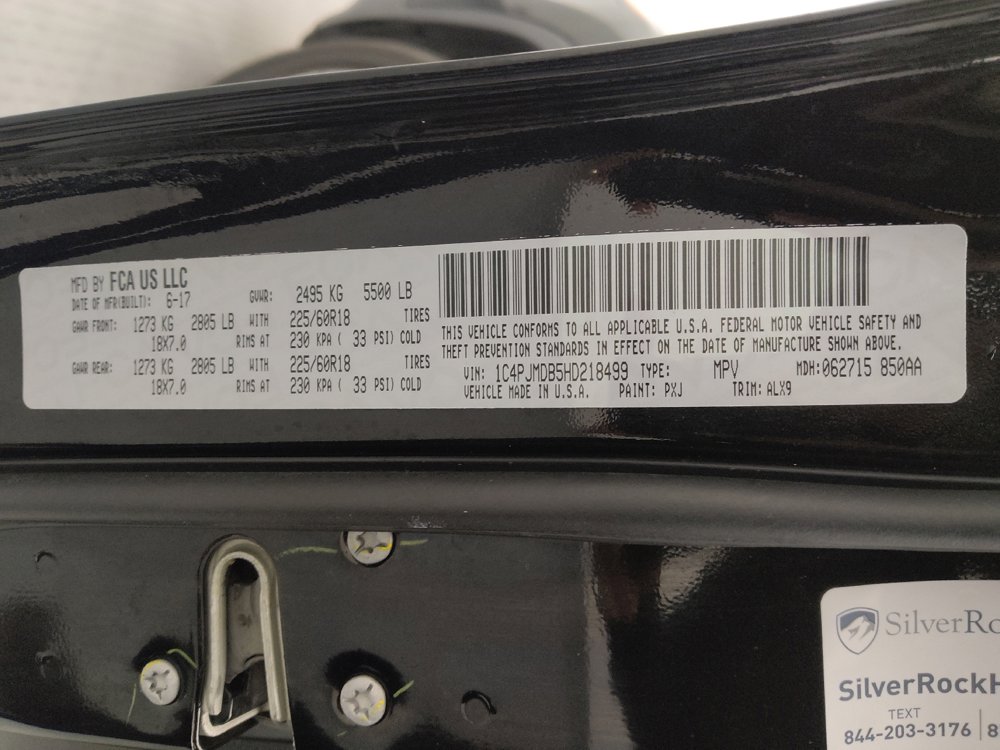 MFD BY FCA US LLC
DATE OF MFR(BUILT): 6-17 GVWR: 2495 KG 5500 LB
GAWR FRONT: 1273 KG 2805 LB WITH 225/60R18 TIRES
18X7.0 RIMS AT 230 KPA ( 33 PSI) COLD
GAWR REAR: 1273 KG 2805 LB WITH 225/60R18 TIRES
18X7.0 RIMS AT 230 KPA ( 33 PSI) COLD
THIS VEHICLE CONFORMS TO ALL APPLICABLE U.S.A. FEDERAL MOTOR VEHICLE SAFETY AND
THEFT PREVENTION STANDARDS IN EFFECT ON THE DATE OF MANUFACTURE SHOWN ABOVE.
VIN: 1C4PJMDB5HD218499 TYPE: MPV MDH:062715 850AA
VEHICLE MADE IN U.S.A. PAINT: PXJ TRIM: ALX9
SilverRo
SilverRockH
TEXT
844-203-3176 | 8